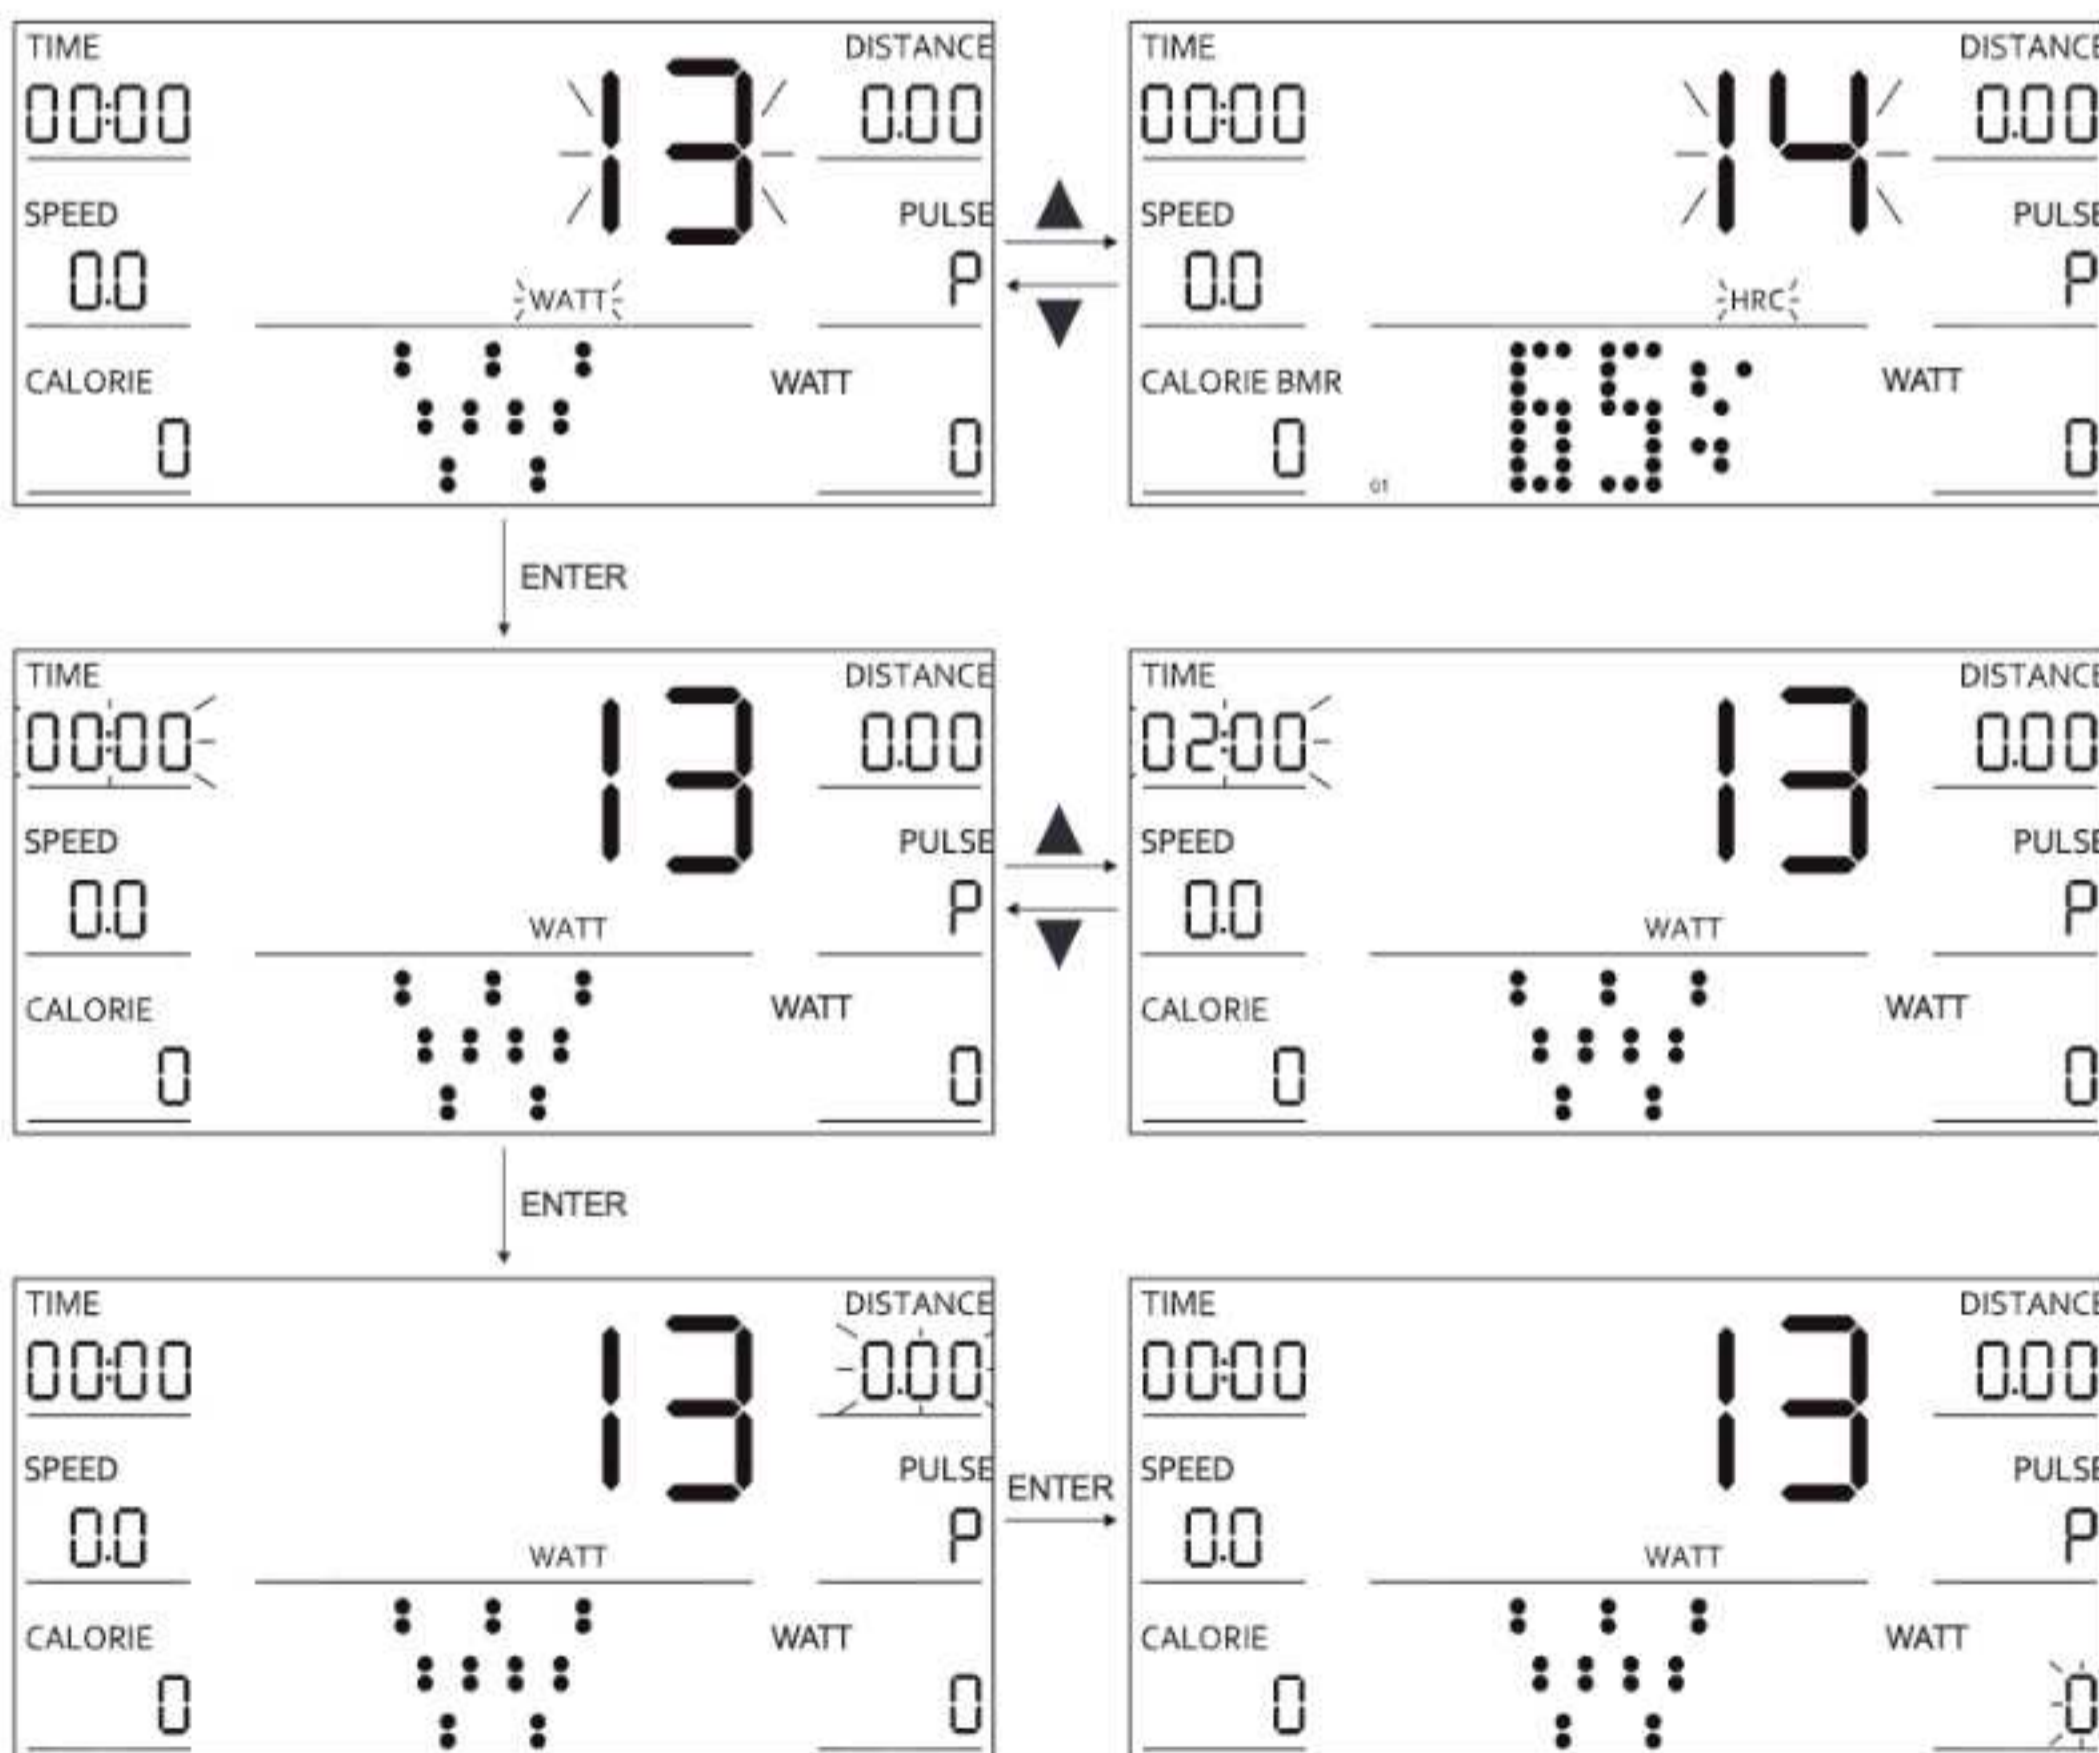 TIME
00:00
13
DISTANCE
0.00
SPEED
0.0
PULSE
P
WATT
CALORIE
0
W
WATT
0
TIME
00:00
14
DISTANCE
0.00
SPEED
0.0
PULSE
P
HRC
CALORIE BMR
0
01
65%
WATT
0
ENTER
TIME
00:00
13
DISTANCE
0.00
SPEED
0.0
PULSE
P
WATT
CALORIE
0
W
WATT
0
TIME
02:00
13
DISTANCE
0.00
SPEED
0.0
PULSE
P
WATT
CALORIE
0
W
WATT
0
ENTER
TIME
00:00
13
DISTANCE
0.00
SPEED
0.0
PULSE
P
WATT
CALORIE
0
W
WATT
0
ENTER
TIME
00:00
13
DISTANCE
0.00
SPEED
0.0
PULSE
P
WATT
CALORIE
0
W
WATT
0